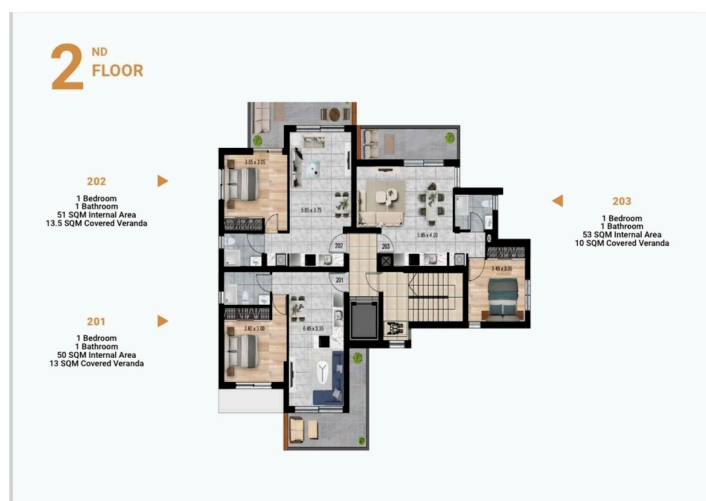 2 ND
FLOOR
202
1 Bedroom
1 Bathroom
51 SQM Internal Area
13.5 SQM Covered Veranda
201
1 Bedroom
1 Bathroom
50 SQM Internal Area
13 SQM Covered Veranda
203
1 Bedroom
1 Bathroom
53 SQM Internal Area
10 SQM Covered Veranda
202
203
201